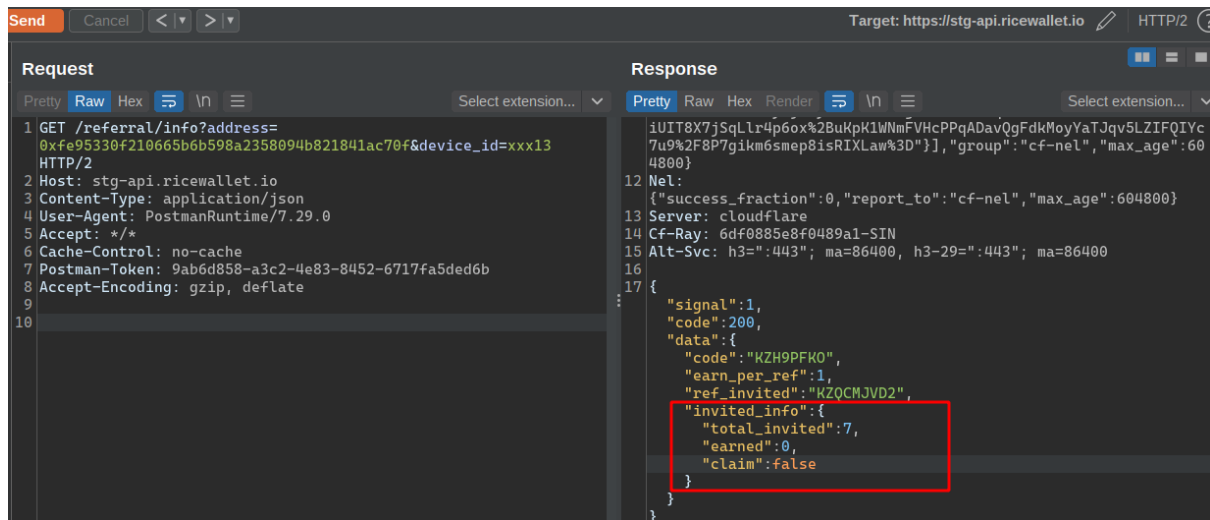 Send Cancel < > Target: https://stg-api.ricewallet.io HTTP/2
Request
Pretty Raw Hex \n Select extension...
1 GET /referral/info?address=
0xfe95330f210665b6b598a2358094b821841ac70f&device_id=xxx13
HTTP/2
2 Host: stg-api.ricewallet.io
3 Content-Type: application/json
4 User-Agent: PostmanRuntime/7.29.0
5 Accept: */*
6 Cache-Control: no-cache
7 Postman-Token: 9ab6d858-a3c2-4e83-8452-6717fa5ded6b
8 Accept-Encoding: gzip, deflate
9
10
Response
Pretty Raw Hex Render \n Select extension...
iUIT8X7jSqLlr4p6ox%2BuKpK1WNmFVHcPPqADavQgFdkMoyYaTJqv5LZIFQIYc
7u9%2F8P7gikm6smep8isRIXLaw%3D"}],"group":"cf-nel","max_age":60
4800}
12 Nel:
{"success_fraction":0,"report_to":"cf-nel","max_age":604800}
13 Server: cloudflare
14 Cf-Ray: 6df0885e8f0489a1-SIN
15 Alt-Svc: h3=":443"; ma=86400, h3-29=":443"; ma=86400
16
17 {
"signal":1,
"code":200,
"data":{
"code":"KZH9PFKO",
"earn_per_ref":1,
"ref_invited":"KZQCMJVD2",
"invited_info":{
"total_invited":7,
"earned":0,
"claim":false
}
}
}